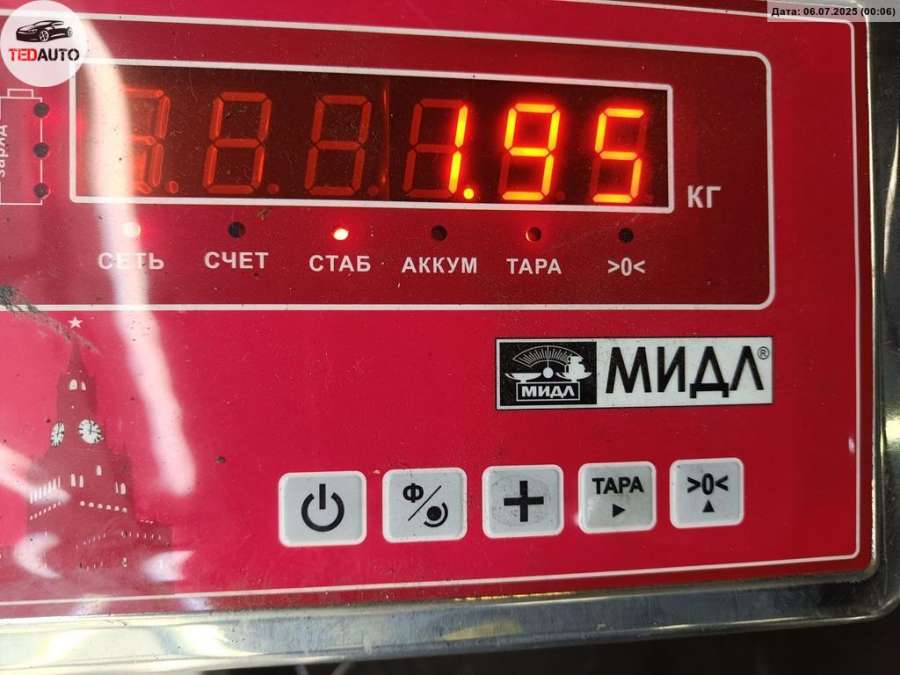 Дата: 06.07.2025 (00:06)
TEDAUTO
заряд
1.95
КГ
СЕТЬ СЧЕТ СТАБ АККУМ ТАРА >0<
МИДЛ МИДЛ®
Ф ТАРА >0<